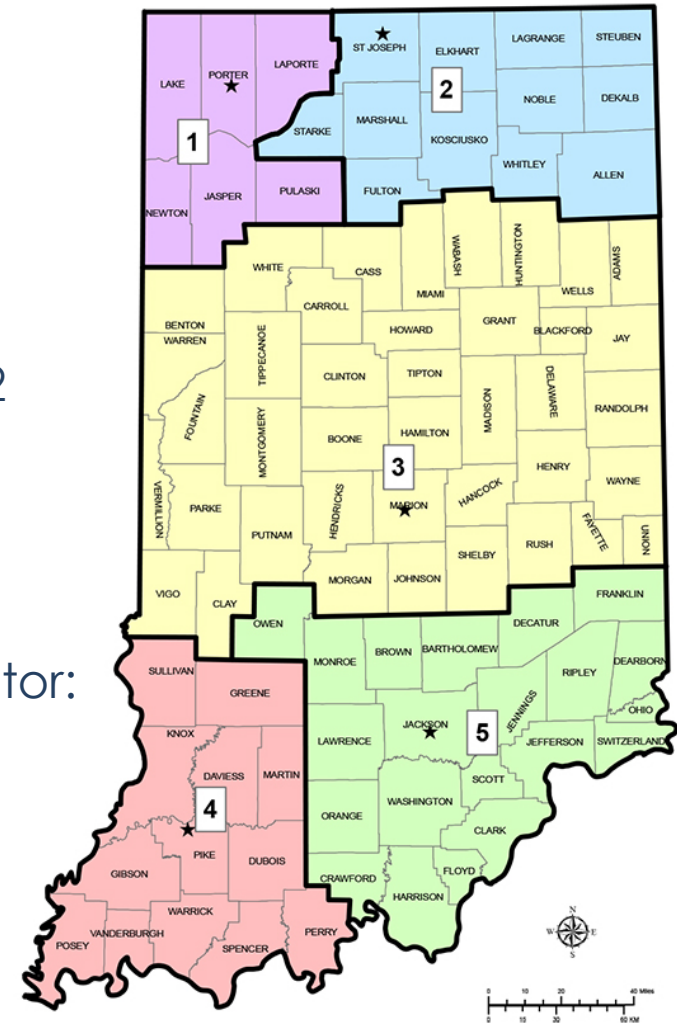 ST JOSEPH
ELKHART
LAGRANGE
STEUBEN
LAKE
PORTER
LAPORTE
2
NOBLE
DEKALB
STARKE
MARSHALL
KOSCIUSKO
1
WHITLEY
ALLEN
NEWTON
JASPER
PULASKI
FULTON
WHITE
CASS
MIAMI
WABASH
HUNTINGTON
WELLS
ADAMS
CARROLL
BENTON
WARREN
TIPPECANOE
HOWARD
GRANT
BLACKFORD
JAY
CLINTON
TIPTON
2
FOUNTAIN
MONTGOMERY
BOONE
HAMILTON
MADISON
DELAWARE
RANDOLPH
3
VERMILLION
PARKE
PUTNAM
HENDRICKS
MARION
HANCOCK
HENRY
WAYNE
SHELBY
RUSH
FAYETTE
UNION
VIGO
CLAY
MORGAN
JOHNSON
FRANKLIN
OWEN
MONROE
BROWN
BARTHOLOMEW
DECATUR
RIPLEY
DEARBORN
tor:
SULLIVAN
GREENE
JENNINGS
OHIO
KNOX
LAWRENCE
JACKSON
5
JEFFERSON
SWITZERLAND
DAVIESS
MARTIN
SCOTT
4
ORANGE
WASHINGTON
CLARK
PIKE
DUBOIS
GIBSON
CRAWFORD
FLOYD
HARRISON
WARRICK
VANDERBURGH
POSEY
SPENCER
PERRY
N
W E
S
0 10 20 40 Miles
0 15 30 60 KM